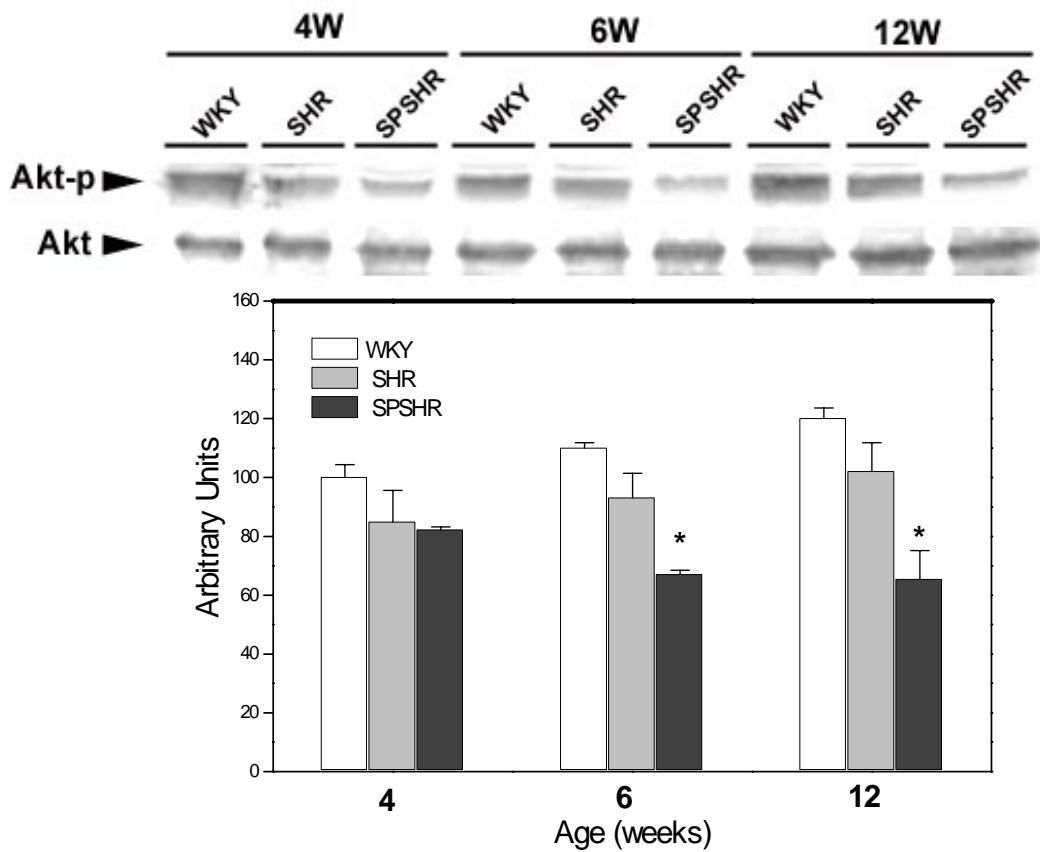 4W 6W 12W
WKY SHR SPSHR WKY SHR SPSHR WKY SHR SPSHR
Akt-p
Akt
160
140
120
100
80
60
40
20
0
Arbitrary Units
WKY
SHR
SPSHR
* *
4 6 12
Age (weeks)